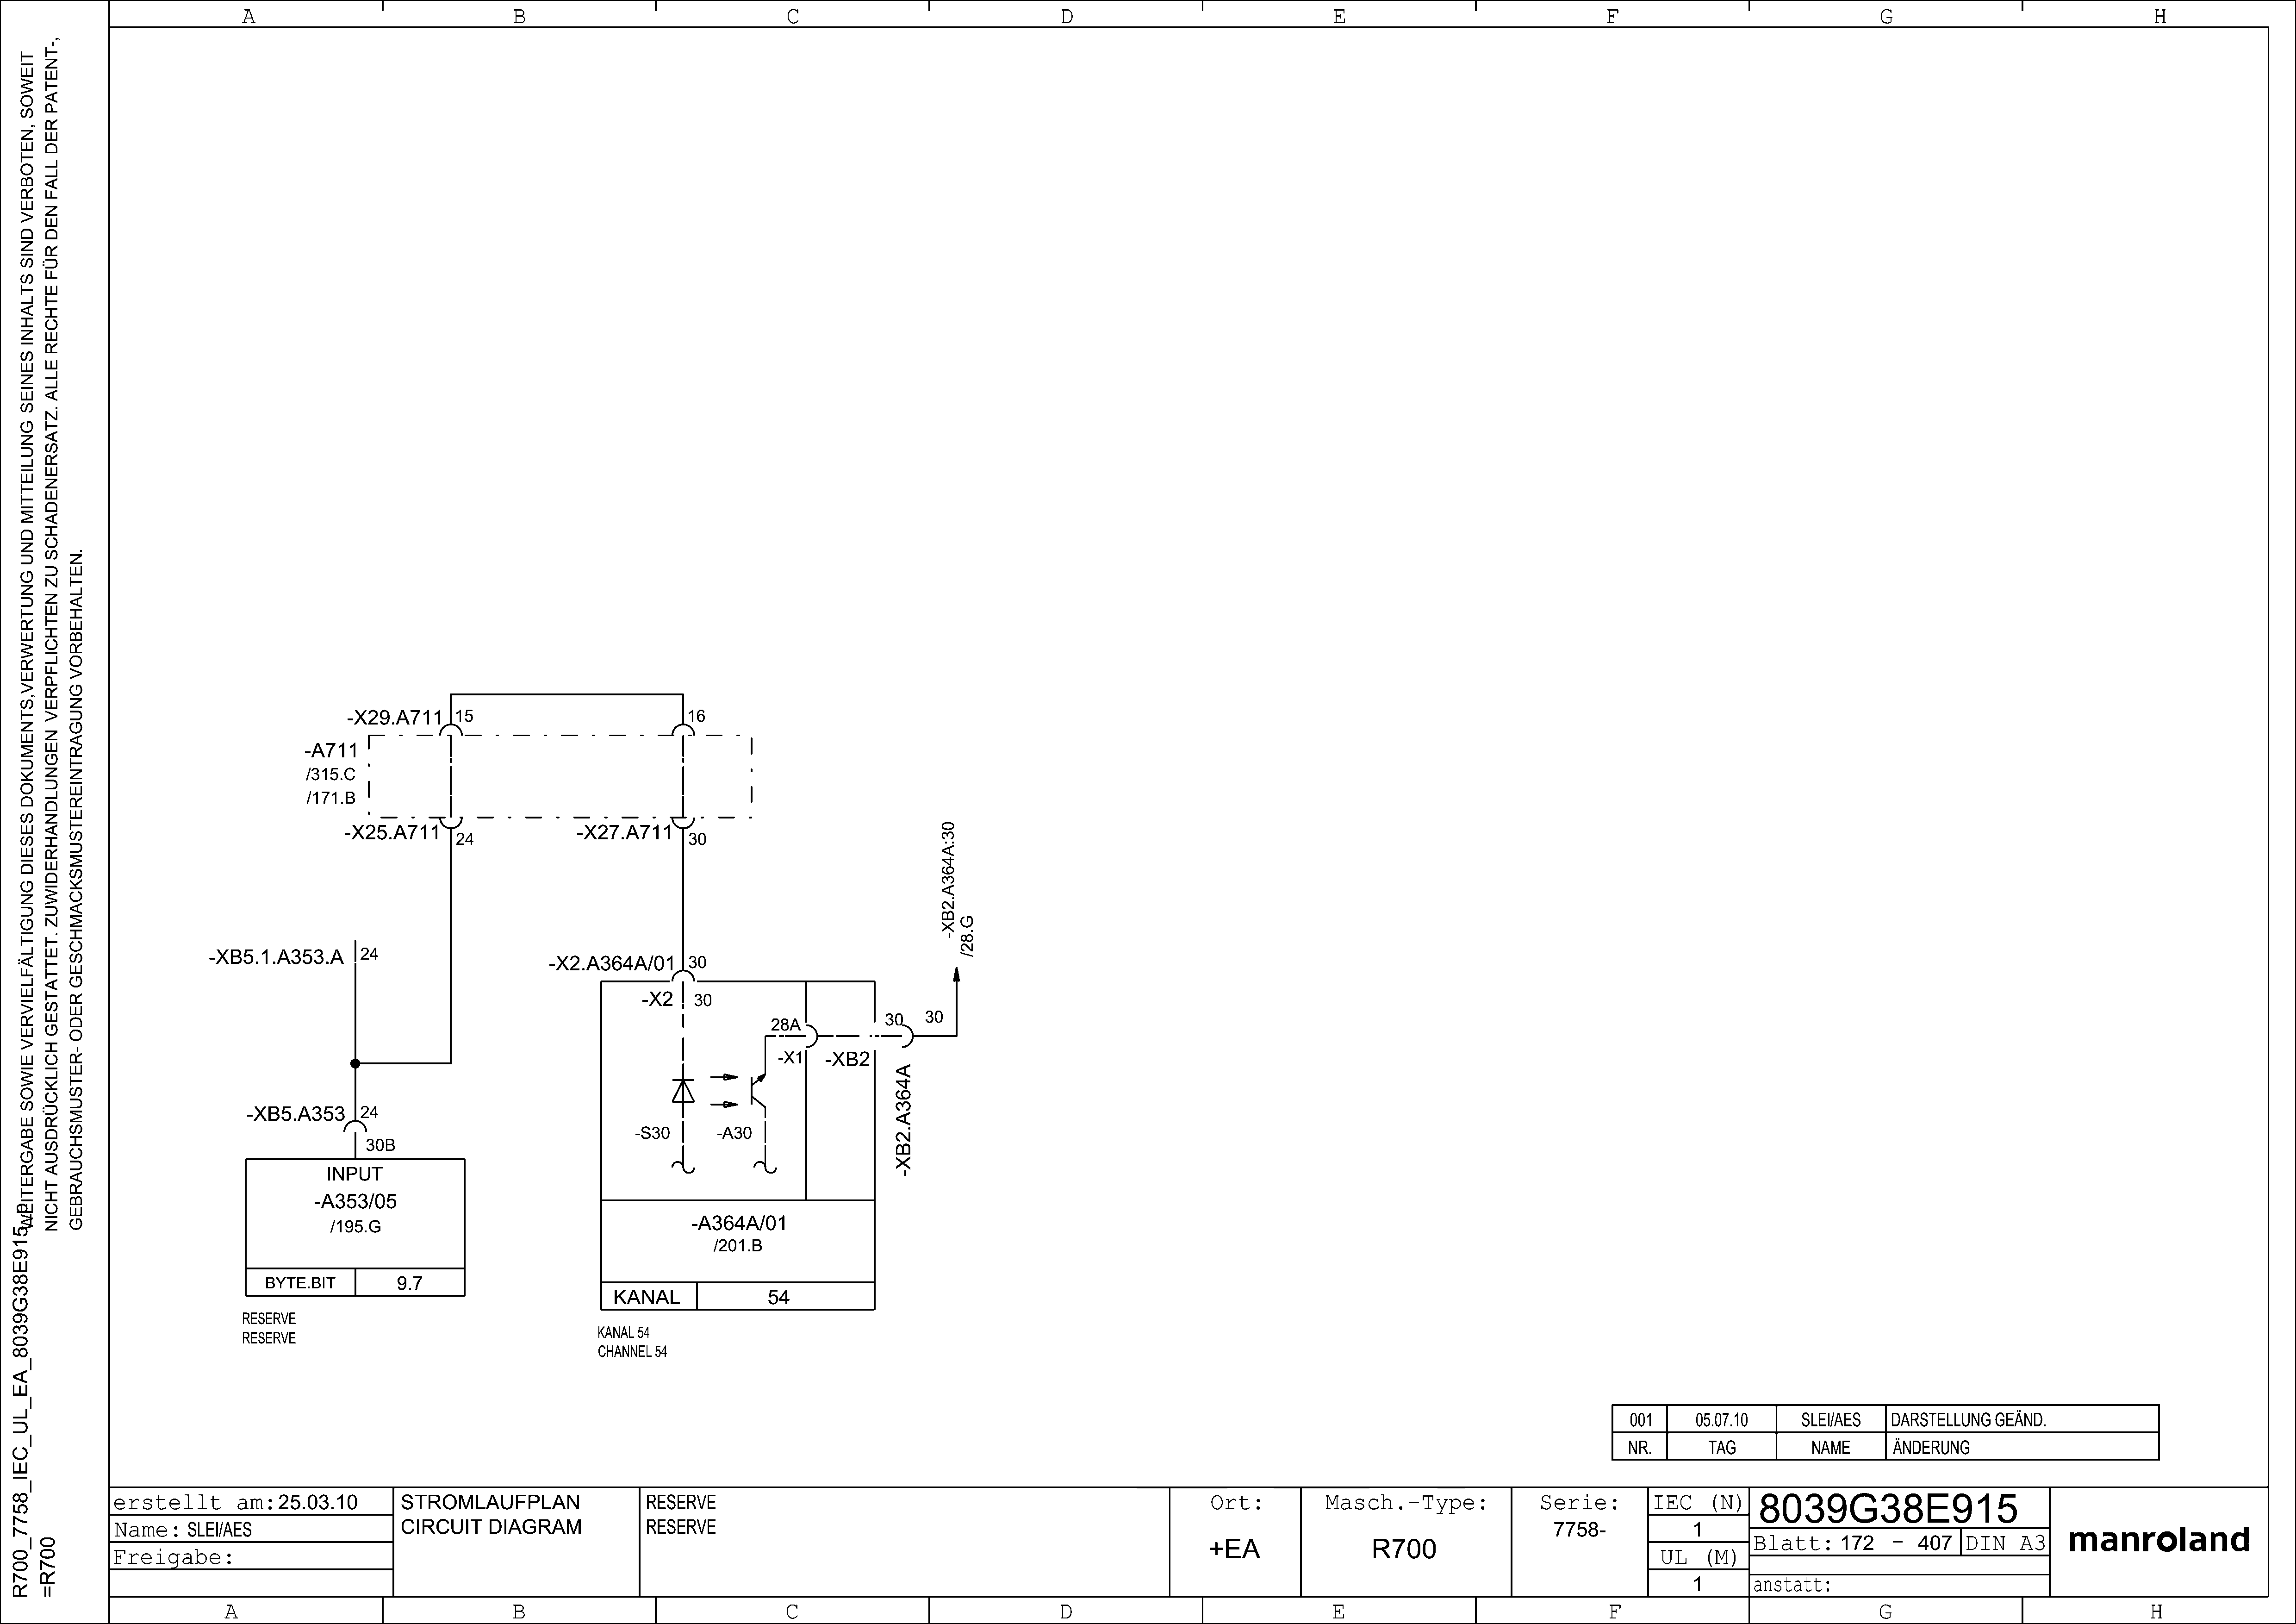 A B C D E F G H
WEITERGABE SOWIE VERVIELFÄLTIGUNG DIESES DOKUMENTS,VERWERTUNG UND MITTEILUNG SEINES INHALTS SIND VERBOTEN, SOWEIT
NICHT AUSDRÜCKLICH GESTATTET. ZUWIDERHANDLUNGEN VERPFLICHTEN ZU SCHADENERSATZ. ALLE RECHTE FÜR DEN FALL DER PATENT-,
GEBRAUCHSMUSTER- ODER GESCHMACKSMUSTEREINTRAGUNG VORBEHALTEN.
=R700
-X29.A711 15
16
-A711
/315.C
/171.B
-X25.A711 24
-X27.A711 30
-XB2.A364A:30
/28.G
-XB5.1.A353.A 24
-X2.A364A/01 30
-X2 30
28A
30
30
-X1
-XB2
-XB2.A364A
-XB5.A353 24
30B
-S30
-A30
INPUT
-A353/05
/195.G
BYTE.BIT 9.7
RESERVE
RESERVE
-A364A/01
/201.B
KANAL 54
KANAL 54
CHANNEL 54
001 05.07.10 SLEI/AES DARSTELLUNG GEÄND.
NR. TAG NAME ÄNDERUNG
erstellt am: 25.03.10
Name: SLEI/AES
Freigabe:
STROMLAUFPLAN
CIRCUIT DIAGRAM
RESERVE
RESERVE
Ort:
+EA
Masch.-Type:
R700
Serie:
7758-
IEC (N)
1
UL (M)
1
8039G38E915
Blatt: 172 - 407 DIN A3
anstatt:
manroland
A B C D E F G H